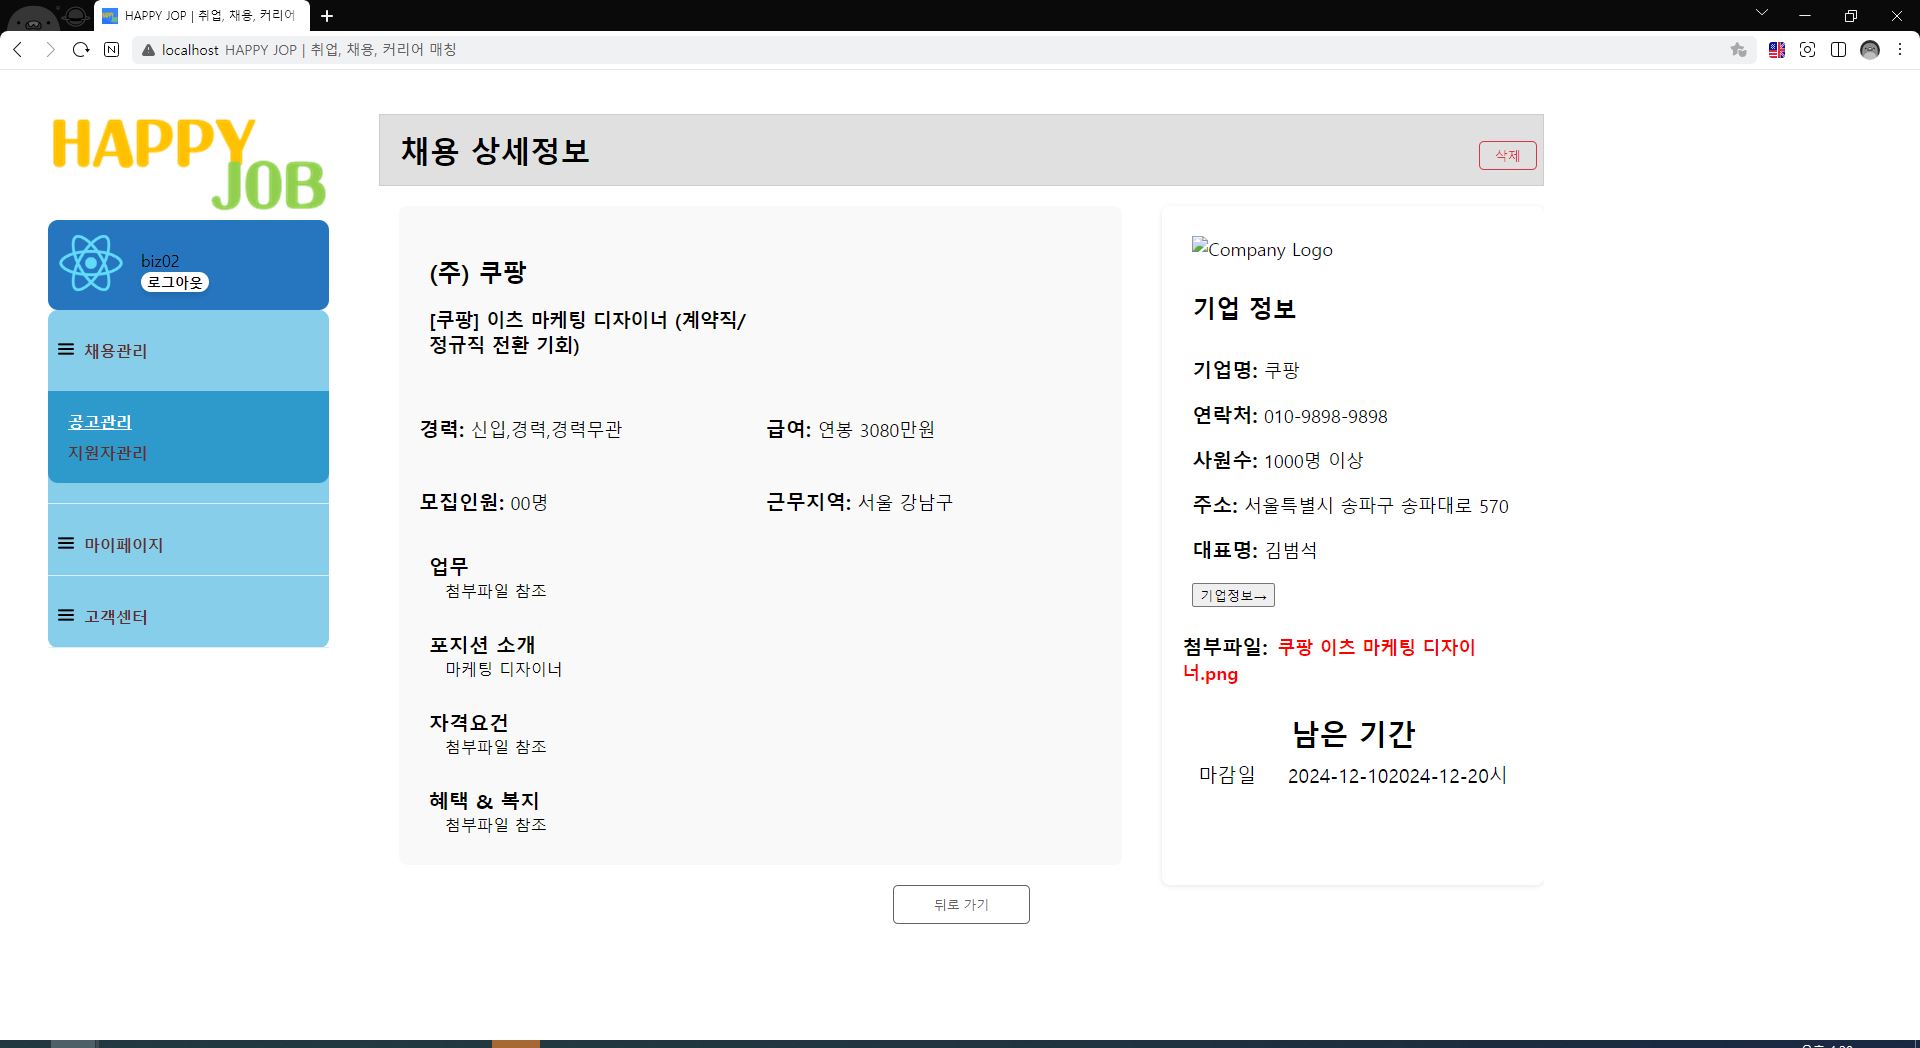 HAPPY JOP | 취업, 채용, 커리어
localhost HAPPY JOP | 취업, 채용, 커리어 매칭
HAPPY
JOB
biz02
로그아웃
채용관리
공고관리
지원자관리
마이페이지
고객센터
채용 상세정보
삭제
(주) 쿠팡
[쿠팡] 이츠 마케팅 디자이너 (계약직/
정규직 전환 기회)
경력: 신입,경력,경력무관
급여: 연봉 3080만원
모집인원: 00명
근무지역: 서울 강남구
업무
첨부파일 참조
포지션 소개
마케팅 디자이너
자격요건
첨부파일 참조
혜택 & 복지
첨부파일 참조
Company Logo
기업 정보
기업명: 쿠팡
연락처: 010-9898-9898
사원수: 1000명 이상
주소: 서울특별시 송파구 송파대로 570
대표명: 김범석
기업정보→
첨부파일: 쿠팡 이츠 마케팅 디자이
너.png
남은 기간
마감일 2024-12-102024-12-20시
뒤로 가기